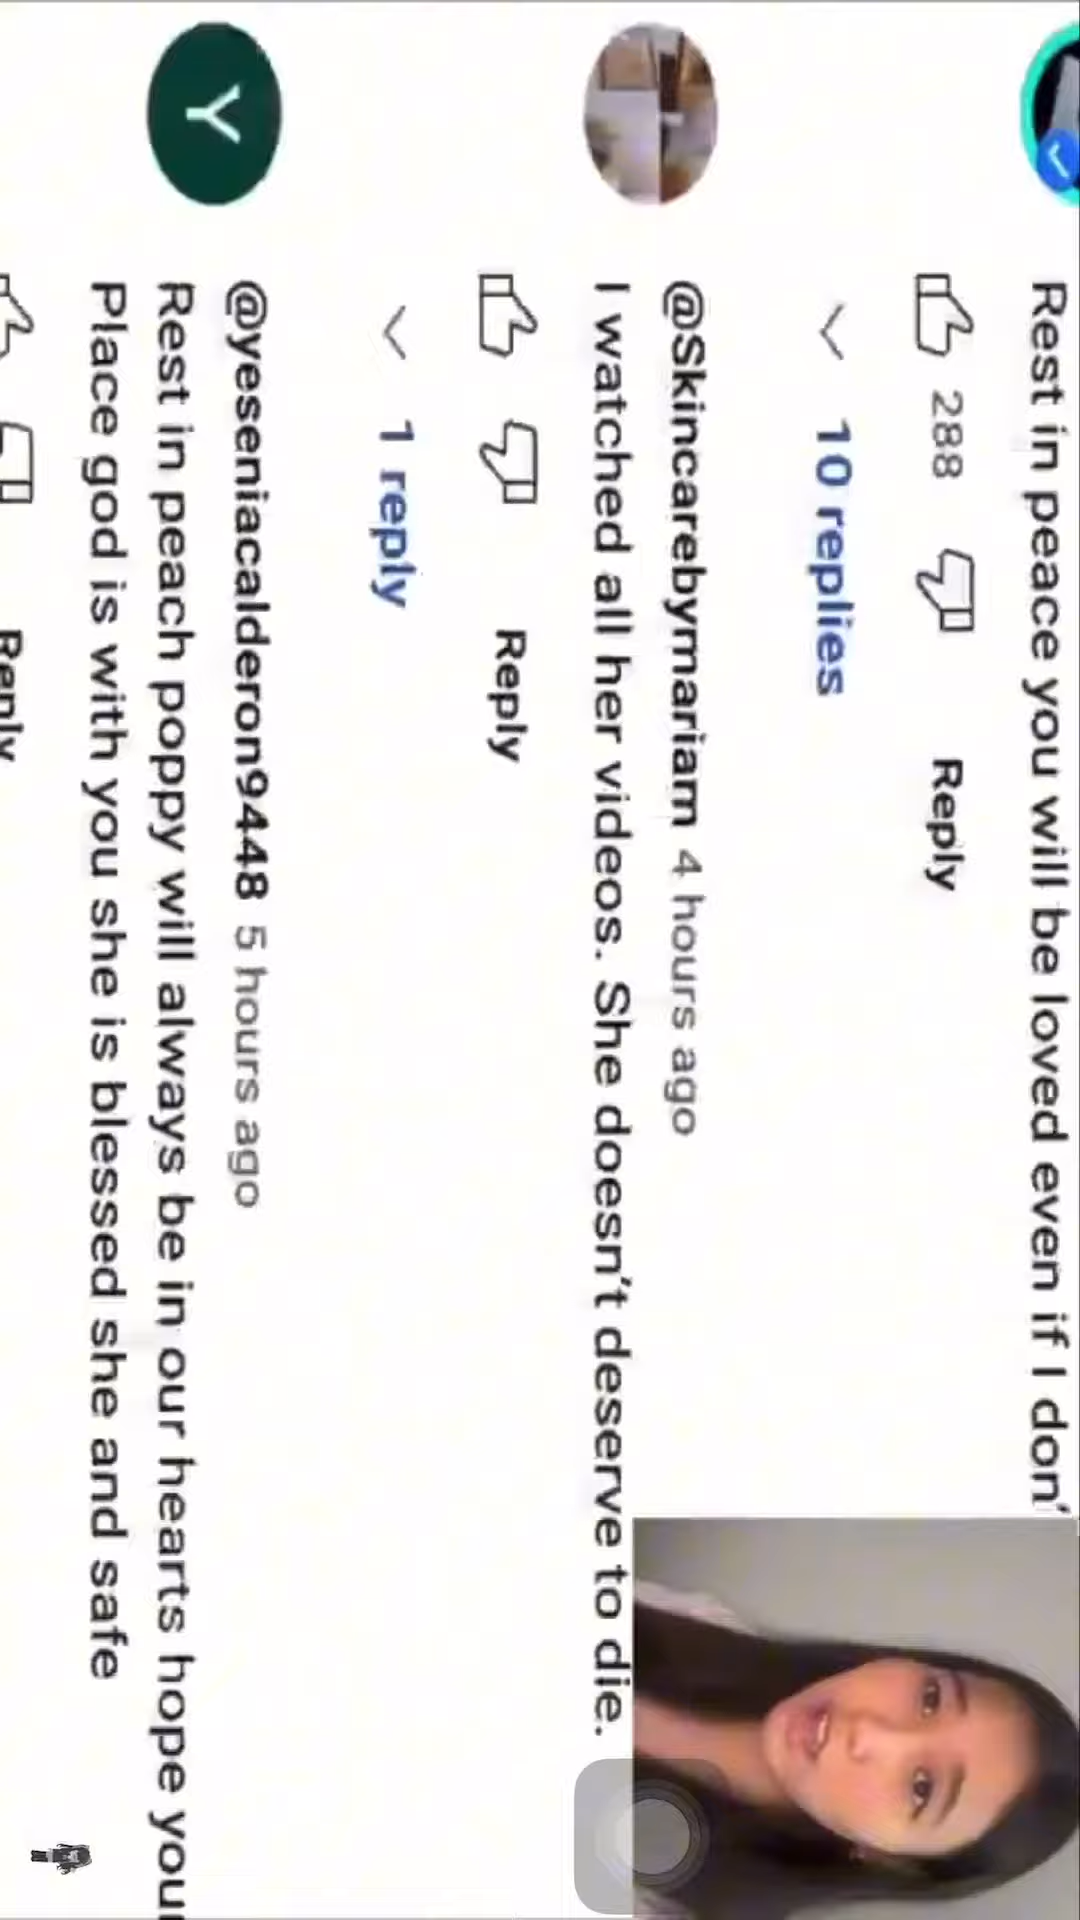 Rest in peace you will be loved even if I don'
288 Reply
10 replies
@Skincarebymariam 4 hours ago
I watched all her videos. She doesn't deserve to die.
Reply
1 reply
Y
@yeseniacalderon9448 5 hours ago
Rest in peach poppy will always be in our hearts hope your
Place god is with you she is blessed she and safe
Reply